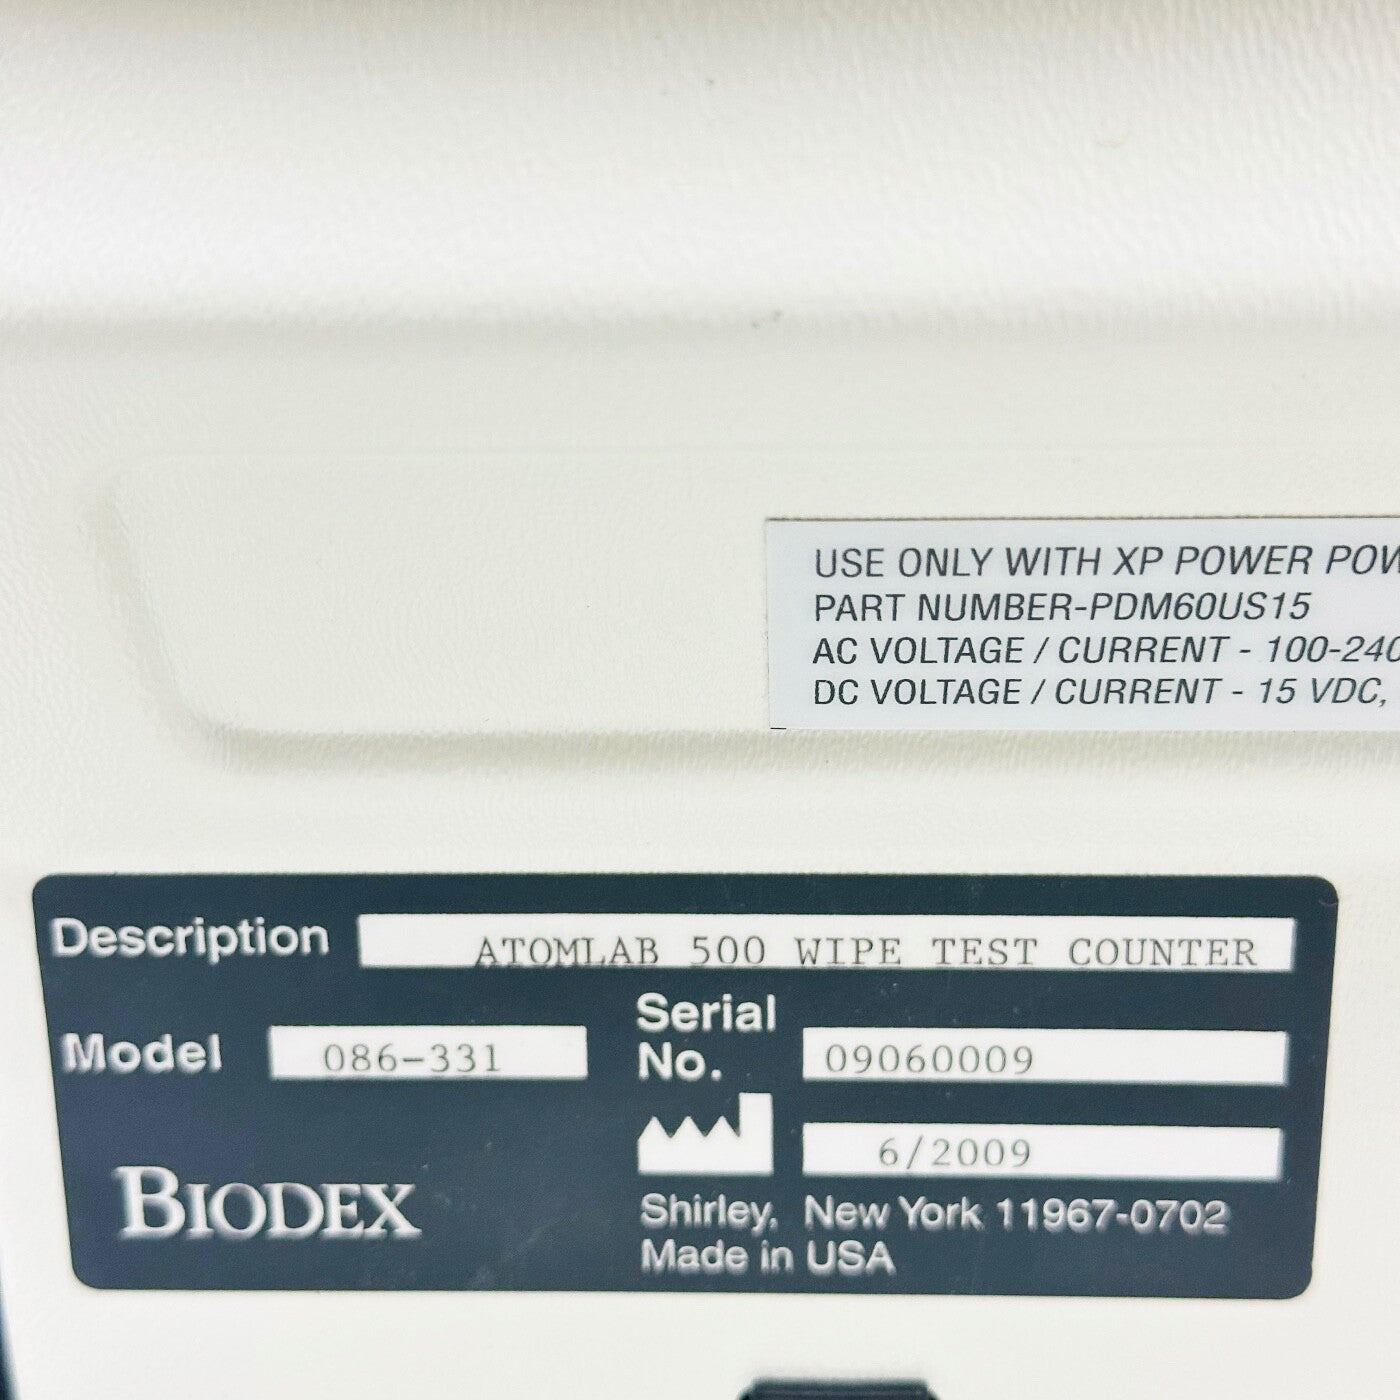 USE ONLY WITH XP POWER
PART NUMBER-PDM60US15
AC VOLTAGE / CURRENT - 100-240
DC VOLTAGE / CURRENT - 15 VDC,
Description ATOMLAB 500 WIPE TEST COUNTER
Model 086-331 Serial No. 09060009
6/2009
BIODEX
Shirley, New York 11967-0702
Made in USA